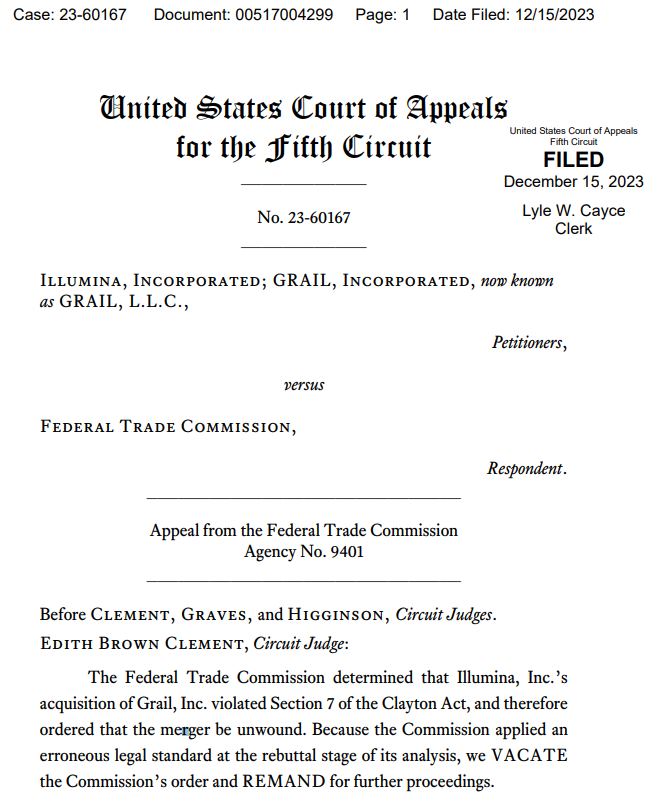 Case: 23-60167 Document: 00517004299 Page: 1 Date Filed: 12/15/2023
United States Court of Appeals
for the Fifth Circuit
United States Court of Appeals
Fifth Circuit
FILED
December 15, 2023
Lyle W. Cayce
Clerk
No. 23-60167
Illumina, Incorporated; GRAIL, Incorporated, now known
as GRAIL, L.L.C.,
Petitioners,
versus
Federal Trade Commission,
Respondent.
Appeal from the Federal Trade Commission
Agency No. 9401
Before Clement, Graves, and Higginson, Circuit Judges.
Edith Brown Clement, Circuit Judge:
The Federal Trade Commission determined that Illumina, Inc.’s
acquisition of Grail, Inc. violated Section 7 of the Clayton Act, and therefore
ordered that the merger be unwound. Because the Commission applied an
erroneous legal standard at the rebuttal stage of its analysis, we VACATE
the Commission’s order and REMAND for further proceedings.